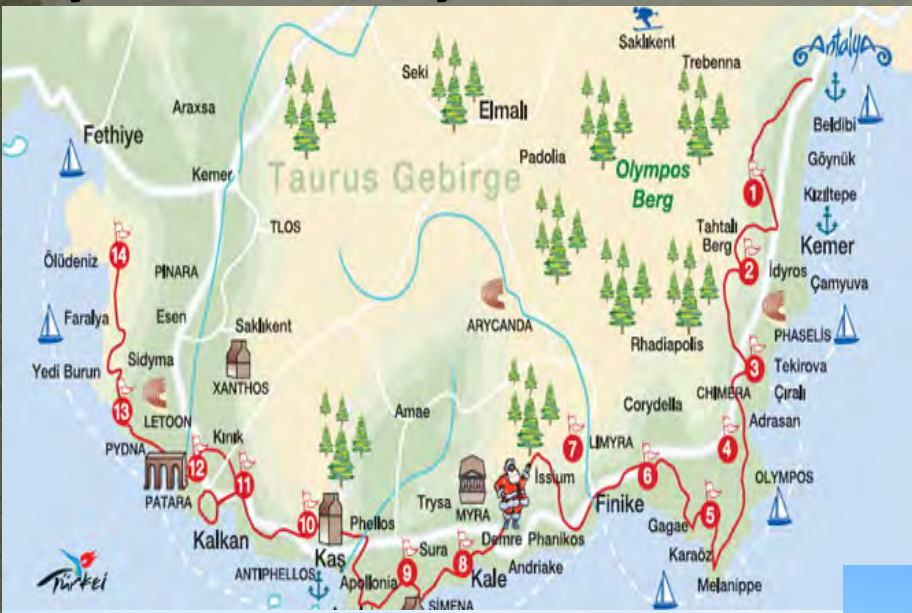 Antalya
Saklıkent
Trebenna
Seki
Elmalı
Araxsa
Fethiye
Beldibi
Padolia
Göynük
Kemer
Taurus Gebirge
Olympos
Berg
1
Kızıltepe
TLOS
Tahtalı
Berg
Kemer
14
Ölüdeniz
PINARA
2
İdyros
Çamyuva
Faralya
Esen
Saklıkent
ARYCANDA
PHASELİS
Rhadiapolis
Sidyma
Yedi Burun
XANTHOS
3
Tekirova
CHIMERA
Çıralı
13
LETOON
Amae
Corydella
Adrasan
PYDNA
Kınık
7
LIMYRA
4
12
11
6
İssium
OLYMPOS
PATARA
Trysa
MYRA
Finike
5
10
Phellos
Gagae
Kalkan
Kaş
Sura
Demre
Phanikos
Karaöz
ANTIPHELLOS
Apollonia
9
8
Kale
Andriake
Melanippe
SİMENA
Türkei